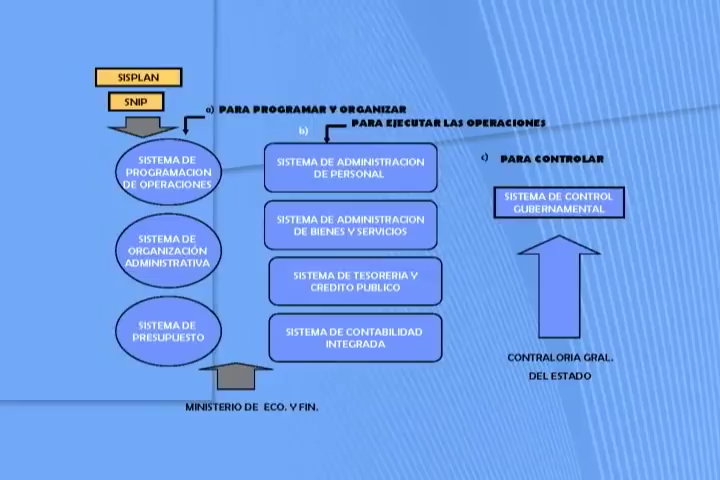 SISPLAN
SNIP
a) PARA PROGRAMAR Y ORGANIZAR
SISTEMA DE
PROGRAMACION
DE OPERACIONES
SISTEMA DE
ORGANIZACIÓN
ADMINISTRATIVA
SISTEMA DE
PRESUPUESTO
b) PARA EJECUTAR LAS OPERACIONES
SISTEMA DE ADMINISTRACION
DE PERSONAL
SISTEMA DE ADMINISTRACION
DE BIENES Y SERVICIOS
SISTEMA DE TESORERIA Y
CREDITO PUBLICO
SISTEMA DE CONTABILIDAD
INTEGRADA
MINISTERIO DE ECO. Y FIN.
c) PARA CONTROLAR
SISTEMA DE CONTROL
GUBERNAMENTAL
CONTRALORIA GRAL.
DEL ESTADO